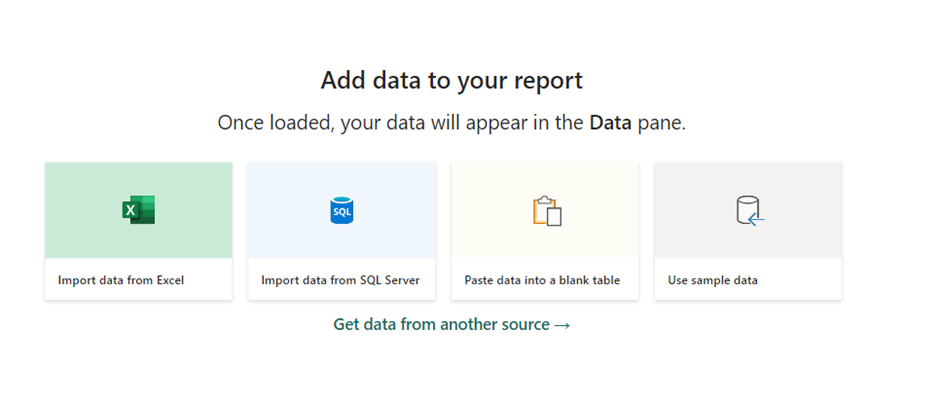 Add data to your report
Once loaded, your data will appear in the Data pane.
X
SQL
Import data from Excel
Import data from SQL Server
Paste data into a blank table
Use sample data
Get data from another source →